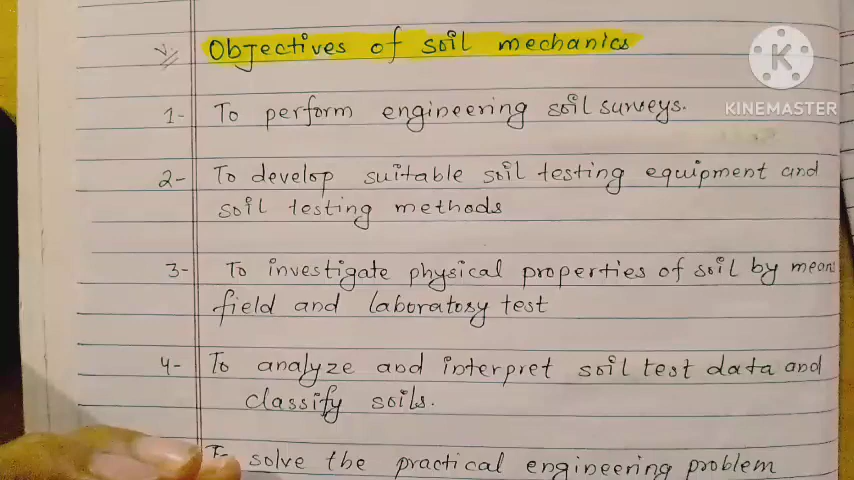 Objectives of soil mechanics
K
KINEMASTER
1- To perform engineering soil surveys.
2- To develop suitable soil testing equipment and
soil testing methods
3- To investigate physical properties of soil by means
field and laboratory test
4- To analyze and interpret soil test data and
classify soils.
To solve the practical engineering problem